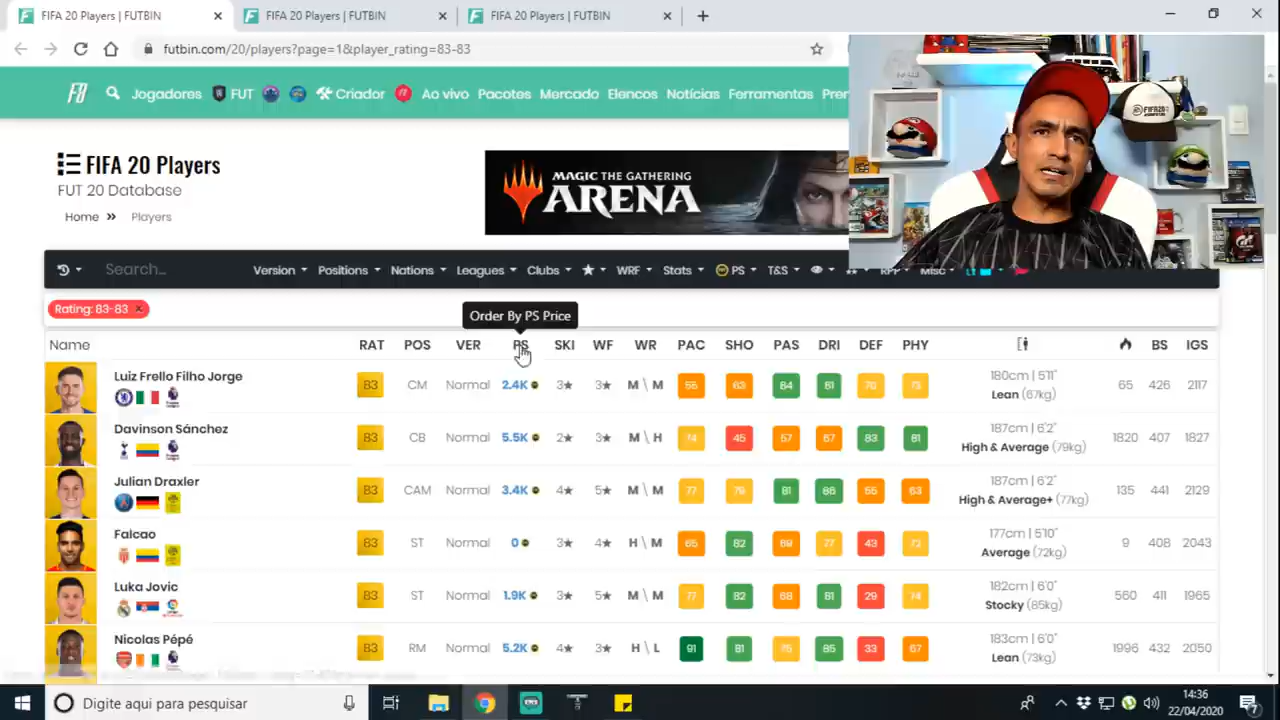 FIFA 20 Players | FUTBIN
FIFA 20 Players | FUTBIN
FIFA 20 Players | FUTBIN
futbin.com/20/players?page=1&player_rating=83-83
Jogadores FUT Criador Ao vivo Pacotes Mercado Elencos Notícias Ferramentas
FIFA 20 Players
FUT 20 Database
Home » Players
MAGIC THE GATHERING
ARENA
Search...
Version Positions Nations Leagues Clubs WRF Stats PS T&S RPP Misc
Rating: 83-83
Order By PS Price
Name RAT POS VER PS SKI WF WR PAC SHO PAS DRI DEF PHY BS IGS
Luiz Frello Filho Jorge 83 CM Normal 2.4K 3★ 3★ M \ M 84 81 180cm | 5'11" Lean (67kg) 65 426 2117
Davinson Sánchez 83 CB Normal 5.5K 2★ 3★ M \ H 74 45 57 67 83 81 187cm | 6'2" High & Average (79kg) 1820 407 1827
Julian Draxler 83 CAM Normal 3.4K 4★ 5★ M \ M 77 81 86 55 63 187cm | 6'2" High & Average+ (77kg) 135 441 2129
Falcao 83 ST Normal 0 3★ 4★ H \ M 65 82 69 77 43 177cm | 5'10" Average (72kg) 9 408 2043
Luka Jovic 83 ST Normal 1.9K 3★ 5★ M \ M 77 82 68 81 29 74 182cm | 6'0" Stocky (85kg) 560 411 1965
Nicolas Pépé 83 RM Normal 5.2K 4★ 3★ H \ L 91 81 75 85 33 67 183cm | 6'0" Lean (73kg) 1996 432 2050
FIFA20
Digite aqui para pesquisar
14:36
22/04/2020
7